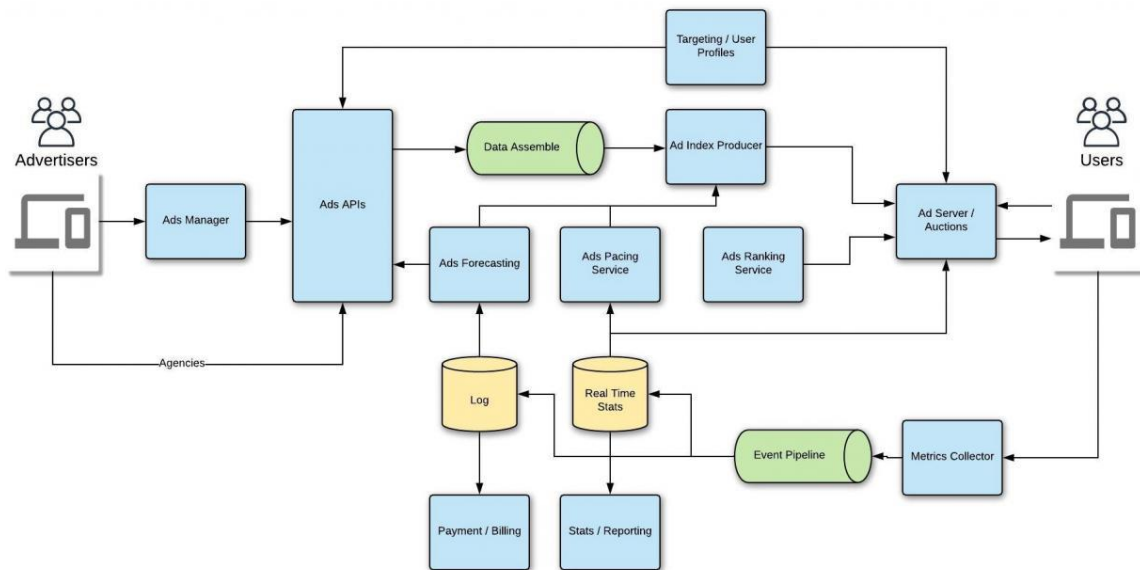 Targeting / User
Profiles
Advertisers
Users
Data Assemble
Ad Index Producer
Ads Manager
Ads APIs
Ad Server /
Auctions
Ads Forecasting
Ads Pacing
Service
Ads Ranking
Service
Agencies
Log
Real Time
Stats
Event Pipeline
Metrics Collector
Payment / Billing
Stats / Reporting